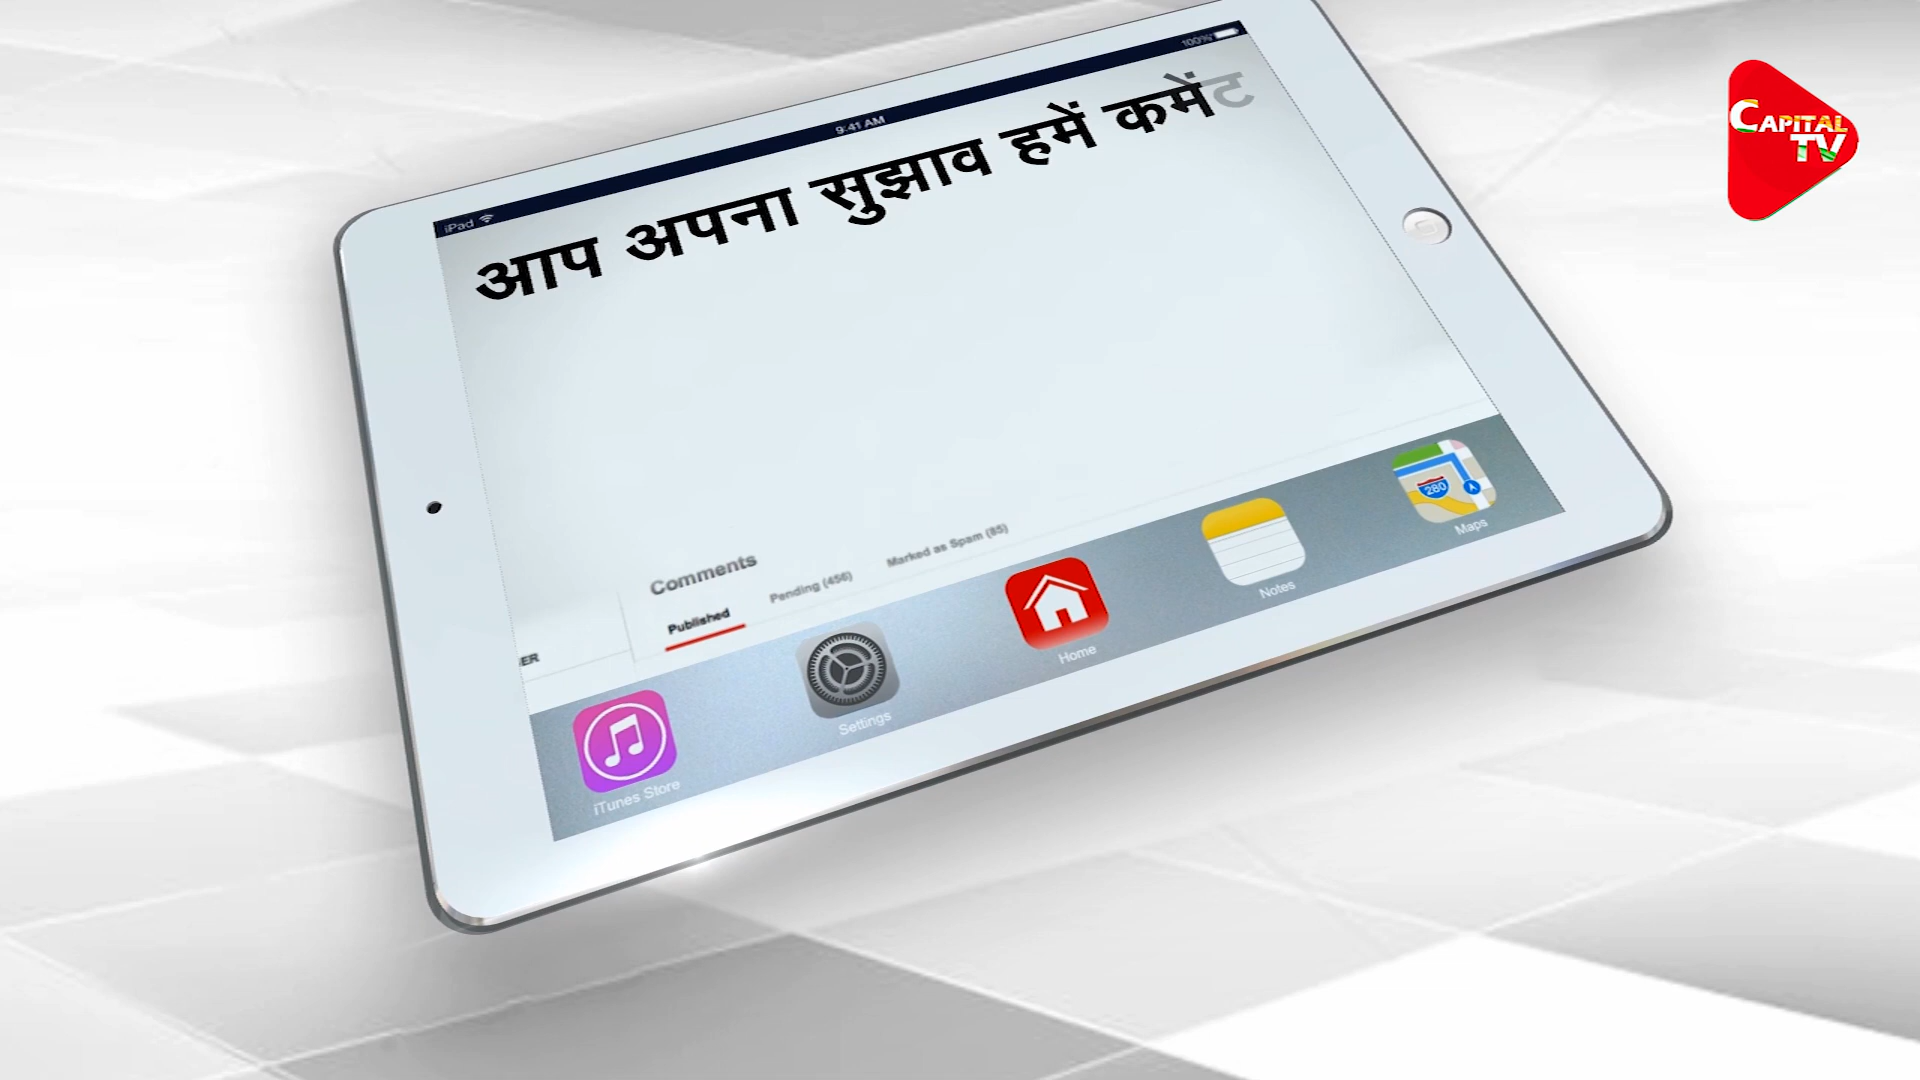 CAPITAL
TV
iPad
9:41 AM
100%
आप अपना सुझाव हमें कमेंट
Comments
Published
Pending (456)
Marked as Spam (85)
ER
iTunes Store
Settings
Home
Notes
280
Maps